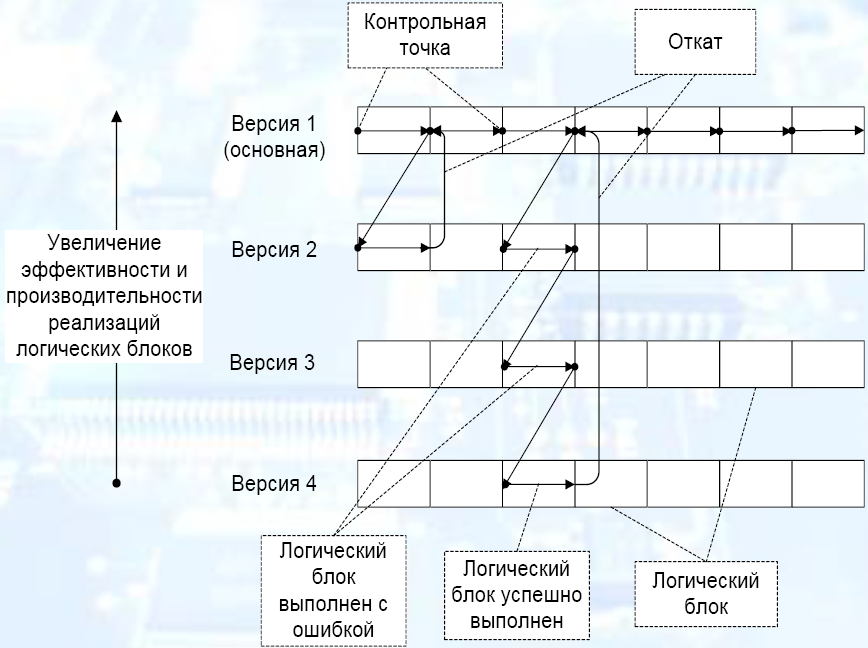 Контрольная
точка
Откат
Версия 1
(основная)
Увеличение
эффективности и
производительности
реализаций
логических блоков
Версия 2
Версия 3
Версия 4
Логический
блок
выполнен с
ошибкой
Логический
блок успешно
выполнен
Логический
блок